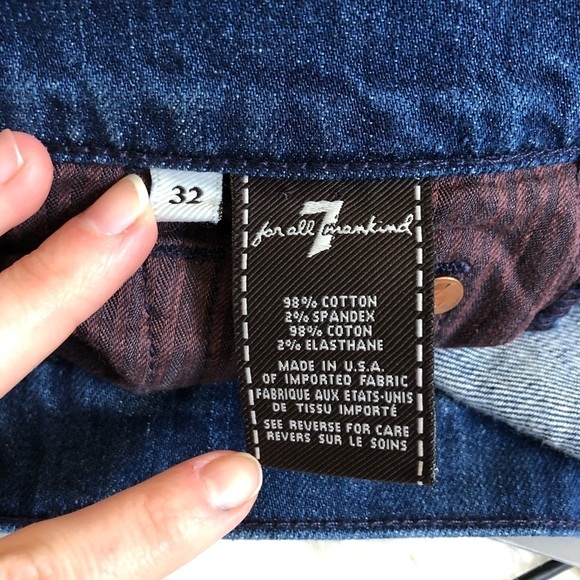 32
7
for all mankind
98% COTTON
2% SPANDEX
98% COTON
2% ELASTHANE
MADE IN U.S.A.
OF IMPORTED FABRIC
FABRIQUE AUX ETATS-UNIS
DE TISSU IMPORTÉ
SEE REVERSE FOR CARE
REVERS SUR LE SOINS